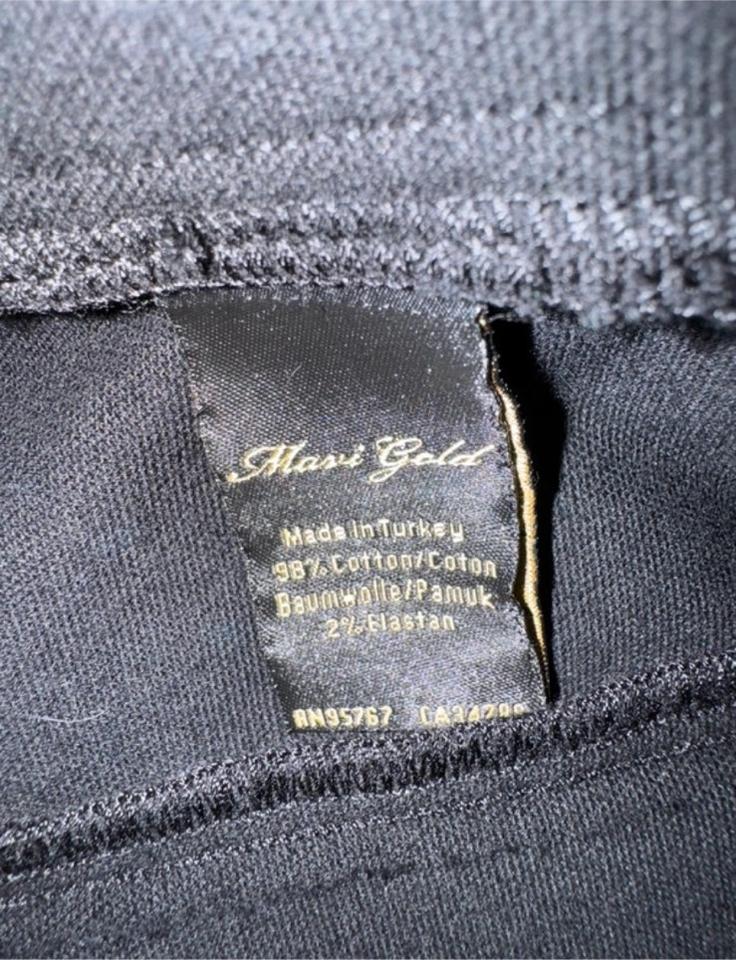 Mavi Gold
Made In Turkey
98% Cotton/Coton
Baumwolle/Pamuk
2% Elastan
RN95767